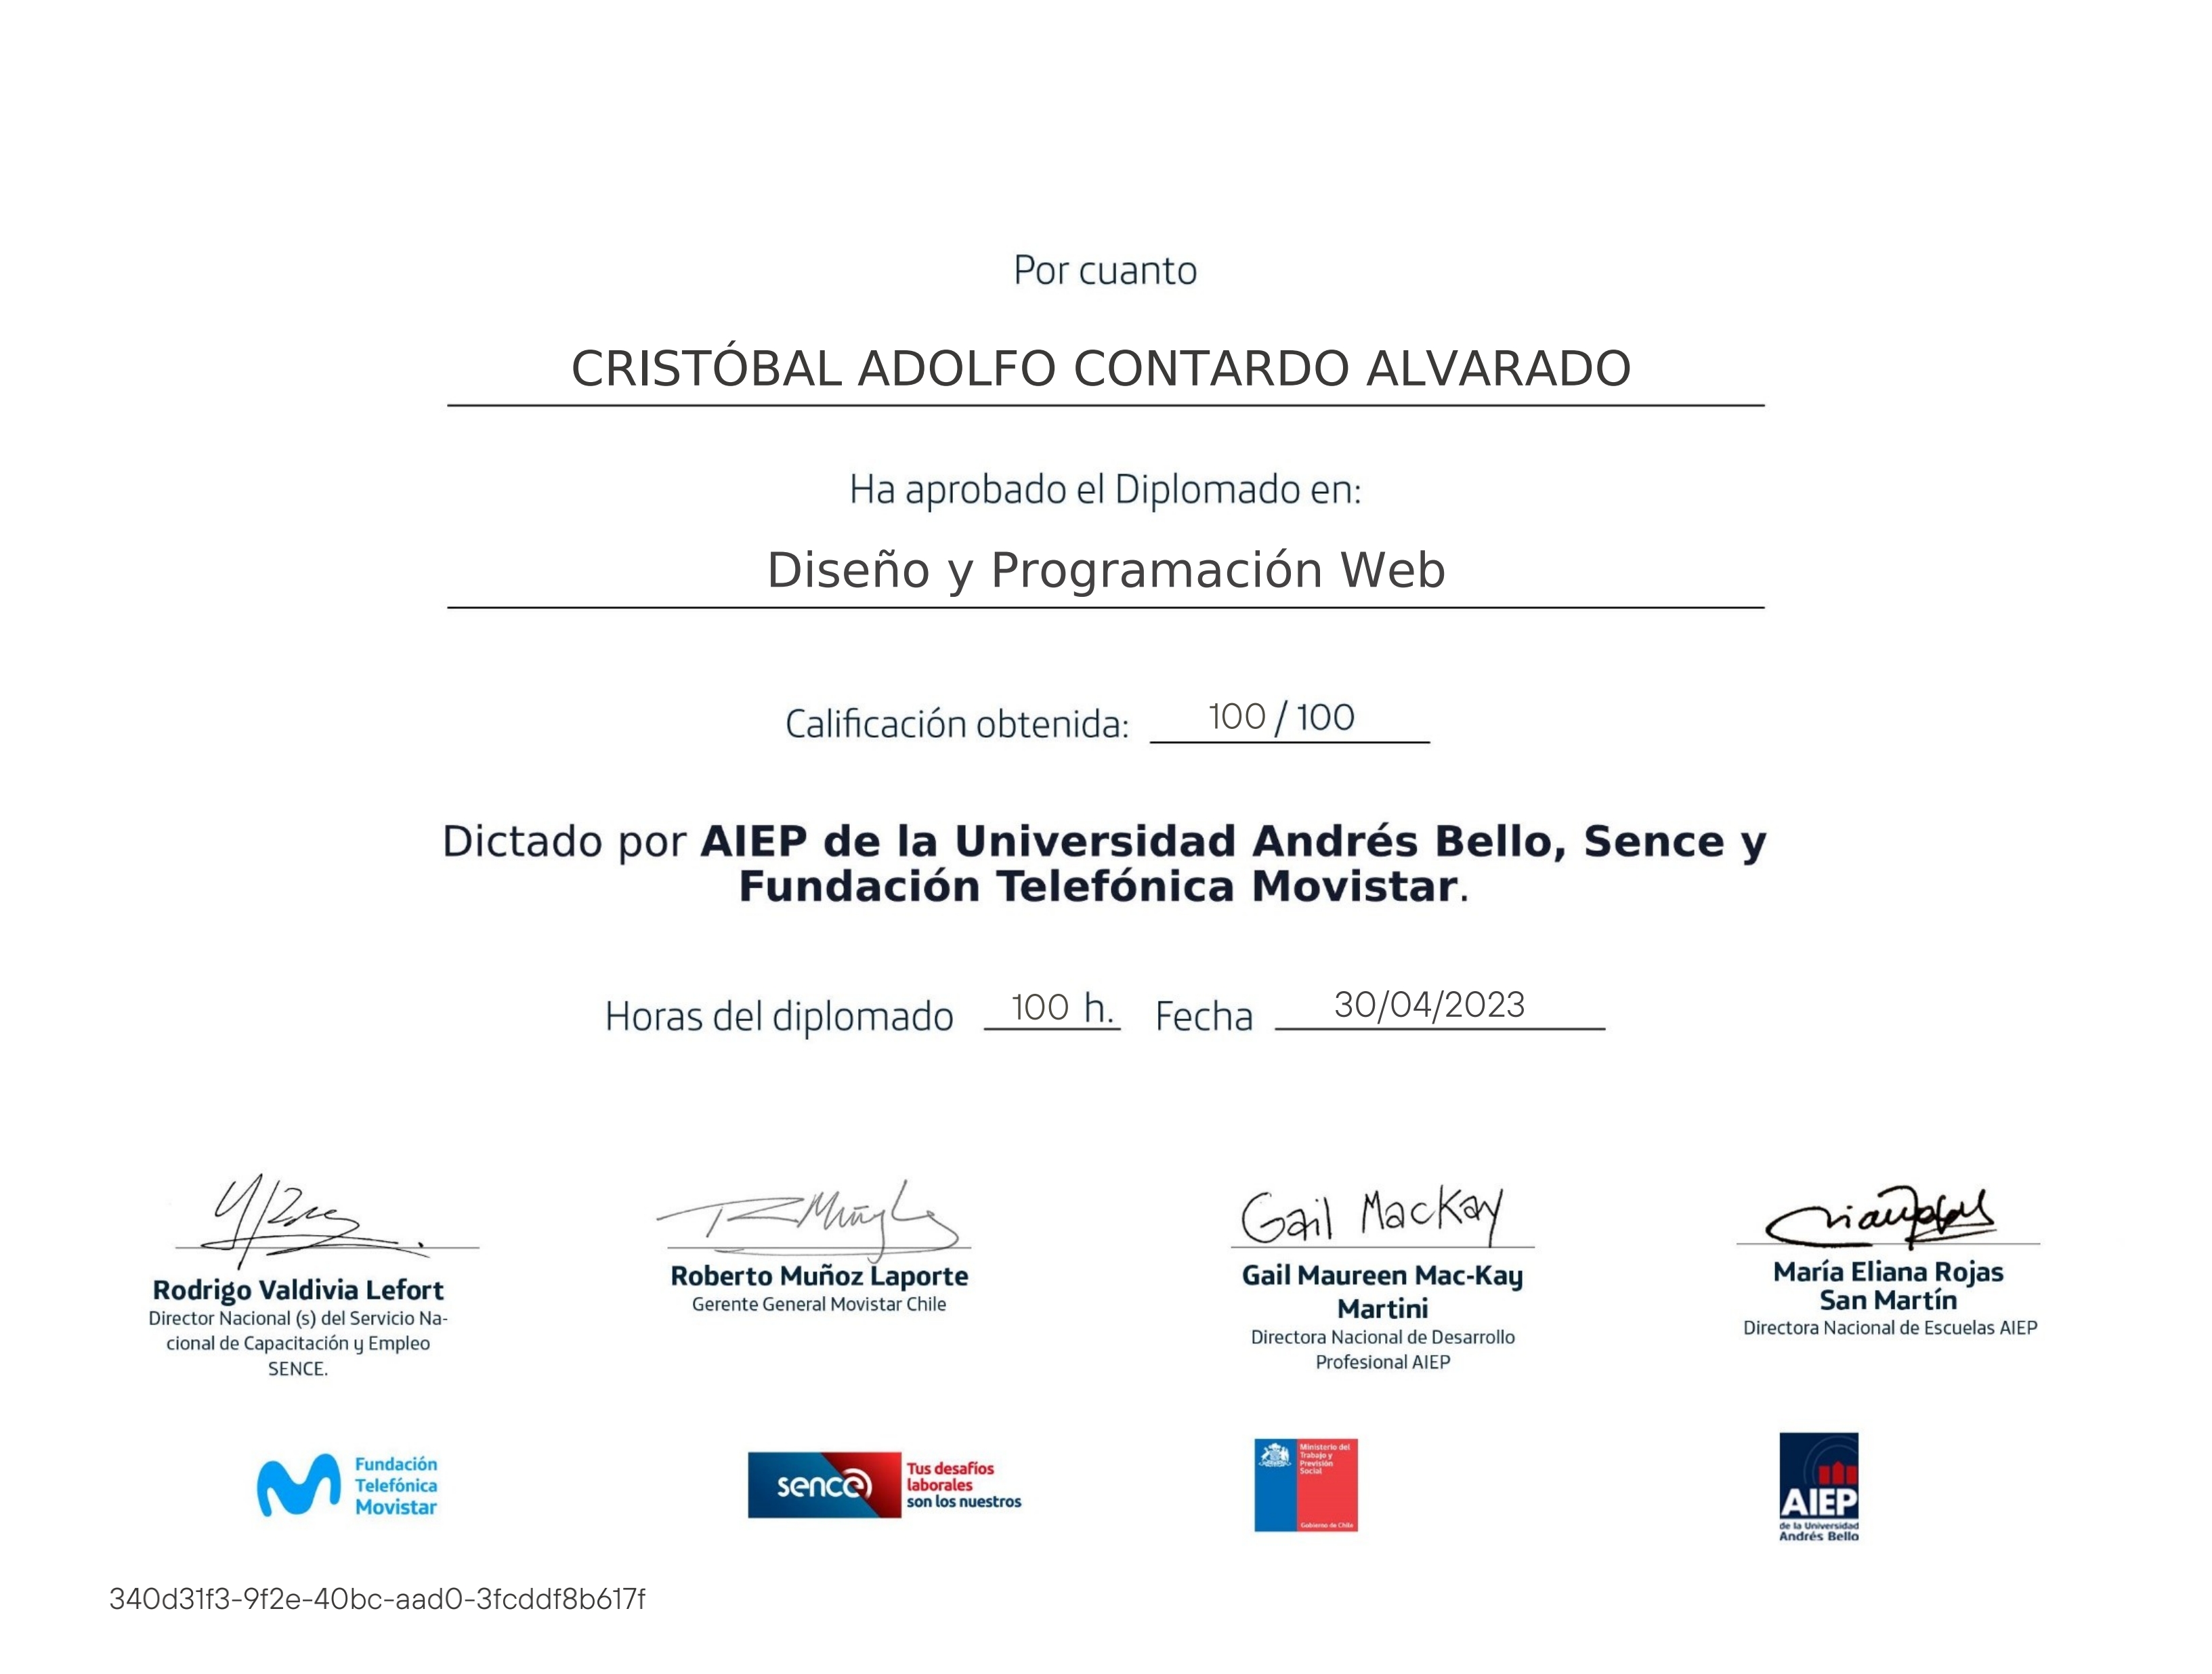 Por cuanto
CRISTÓBAL ADOLFO CONTARDO ALVARADO
Ha aprobado el Diplomado en:
Diseño y Programación Web
Calificación obtenida: 100 / 100
Dictado por AIEP de la Universidad Andrés Bello, Sence y
Fundación Telefónica Movistar.
Horas del diplomado 100 h. Fecha 30/04/2023
Gail MacKay
Rodrigo Valdivia Lefort
Director Nacional (s) del Servicio Na-
cional de Capacitación y Empleo
SENCE.
Roberto Muñoz Laporte
Gerente General Movistar Chile
Gail Maureen Mac-Kay
Martini
Directora Nacional de Desarrollo
Profesional AIEP
María Eliana Rojas
San Martín
Directora Nacional de Escuelas AIEP
Fundación
Telefónica
Movistar
sence
Tus desafíos
laborales
son los nuestros
Ministerio del
Trabajo y
Previsión
Social
Gobierno de Chile
AIEP
de la Universidad
Andrés Bello
340d31f3-9f2e-40bc-aad0-3fcddf8b617f